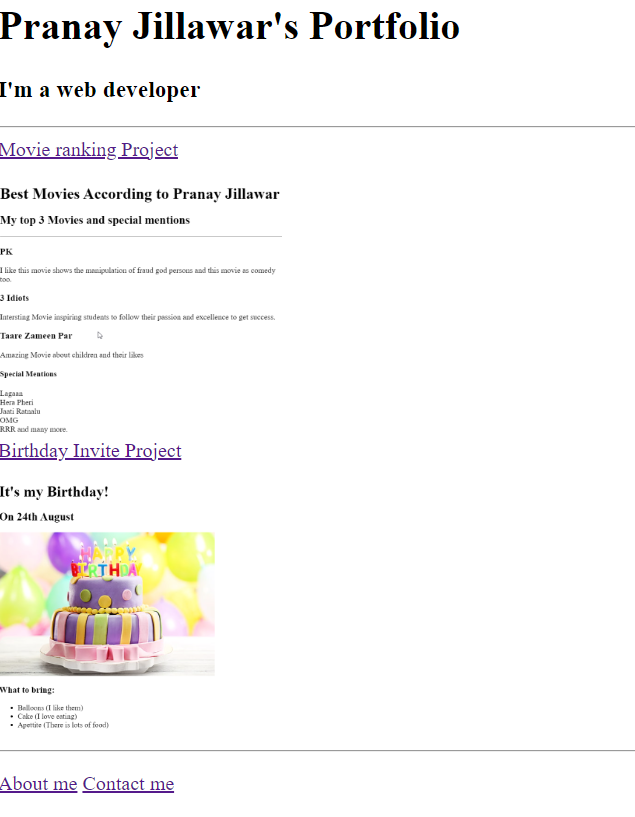 Pranay Jillawar's Portfolio
I'm a web developer
Movie ranking Project
Best Movies According to Pranay Jillawar
My top 3 Movies and special mentions
PK
I like this movie shows the manipulation of fraud god persons and this movie as comedy
too.
3 Idiots
Intersting Movie inspiring students to follow their passion and excellence to get success.
Taare Zameen Par
Amazing Movie about children and their likes
Special Mentions
Lagaan
Hera Pheri
Jaati Ratnalu
OMG
RRR and many more.
Birthday Invite Project
It's my Birthday!
On 24th August
HAPPY
BIRTHDAY
What to bring:
• Balloons (I like them)
• Cake (I love eating)
• Apettite (There is lots of food)
About me Contact me